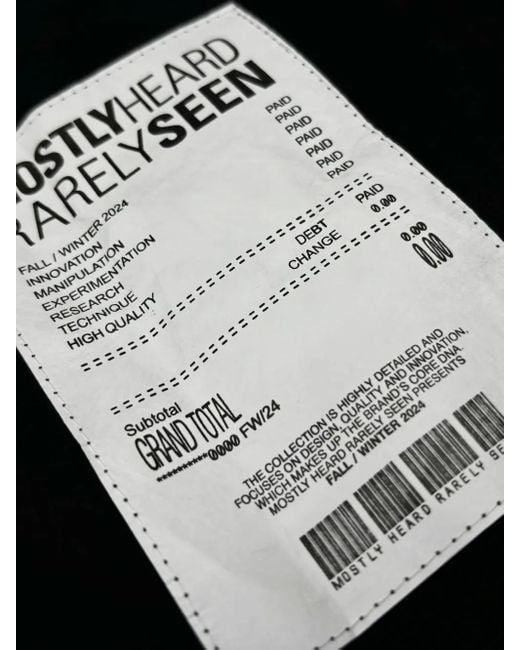 MOSTLYHEARD
RARELYSEEN
FALL / WINTER 2024
INNOVATION PAID
MANIPULATION PAID
EXPERIMENTATION PAID
RESEARCH PAID
TECHNIQUE PAID
HIGH QUALITY PAID
DEBT PAID
CHANGE 0.00
Subtotal 0.00
GRAND TOTAL 0.00
**********0000 FW/24
THE COLLECTION IS HIGHLY DETAILED AND
FOCUSES ON DESIGN, QUALITY AND INNOVATION,
WHICH MAKES UP THE BRAND'S CORE DNA.
MOSTLY HEARD RARELY SEEN PRESENTS
FALL / WINTER 2024
MOSTLY HEARD RARELY SE